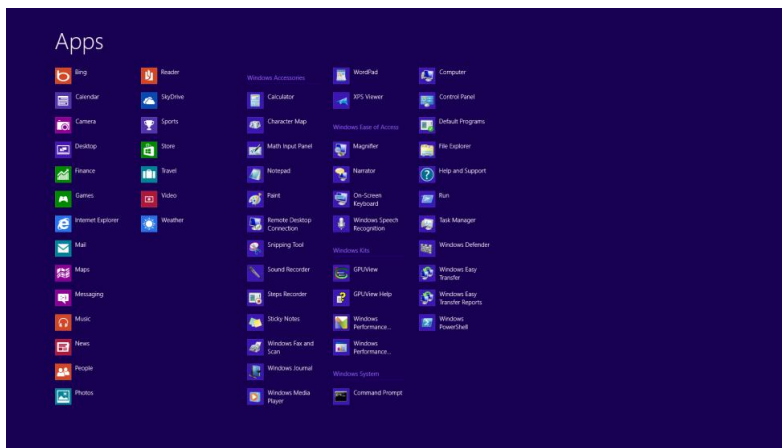 Apps
Bing
Calendar
Camera
Desktop
Finance
Games
Internet Explorer
Mail
Maps
Messaging
Music
News
People
Photos
Reader
SkyDrive
Sports
Store
Travel
Video
Weather
Windows Accessories
Calculator
Character Map
Math Input Panel
Notepad
Paint
Remote Desktop
Connection
Snipping Tool
Sound Recorder
Steps Recorder
Sticky Notes
Windows Fax and
Scan
Windows Journal
Windows Media
Player
WordPad
XPS Viewer
Windows Ease of Access
Magnifier
Narrator
On-Screen
Keyboard
Windows Speech
Recognition
Windows Kits
GPUView
GPUView Help
Windows
Performance...
Windows
Performance...
Windows System
Command Prompt
Computer
Control Panel
Default Programs
File Explorer
Help and Support
Run
Task Manager
Windows Defender
Windows Easy
Transfer
Windows Easy
Transfer Reports
Windows
PowerShell